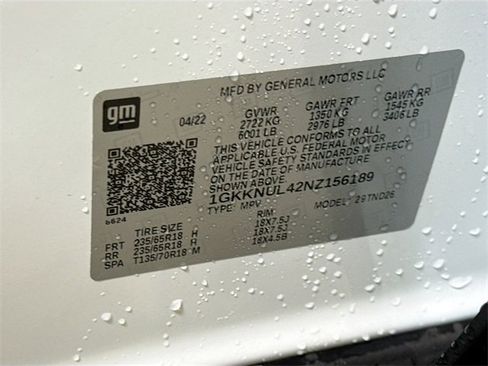 MFD BY GENERAL MOTORS LLC
gm
04/22
GVWR GAWR FRT GAWR RR
2722 KG 1350 KG 1545 KG
6001 LB 2976 LB 3406 LB
THIS VEHICLE CONFORMS TO ALL
APPLICABLE U.S. FEDERAL MOTOR
VEHICLE SAFETY STANDARDS IN EFFECT
ON THE DATE OF MANUFACTURE
SHOWN ABOVE
1GKKNUL42NZ156189
TYPE: MPV MODEL: 29TND26
6624
TIRE SIZE RIM
FRT 235/65R18 H 18X7.5J
RR 235/65R18 H 18X7.5J
SPA T135/70R18 M 18X4.5B